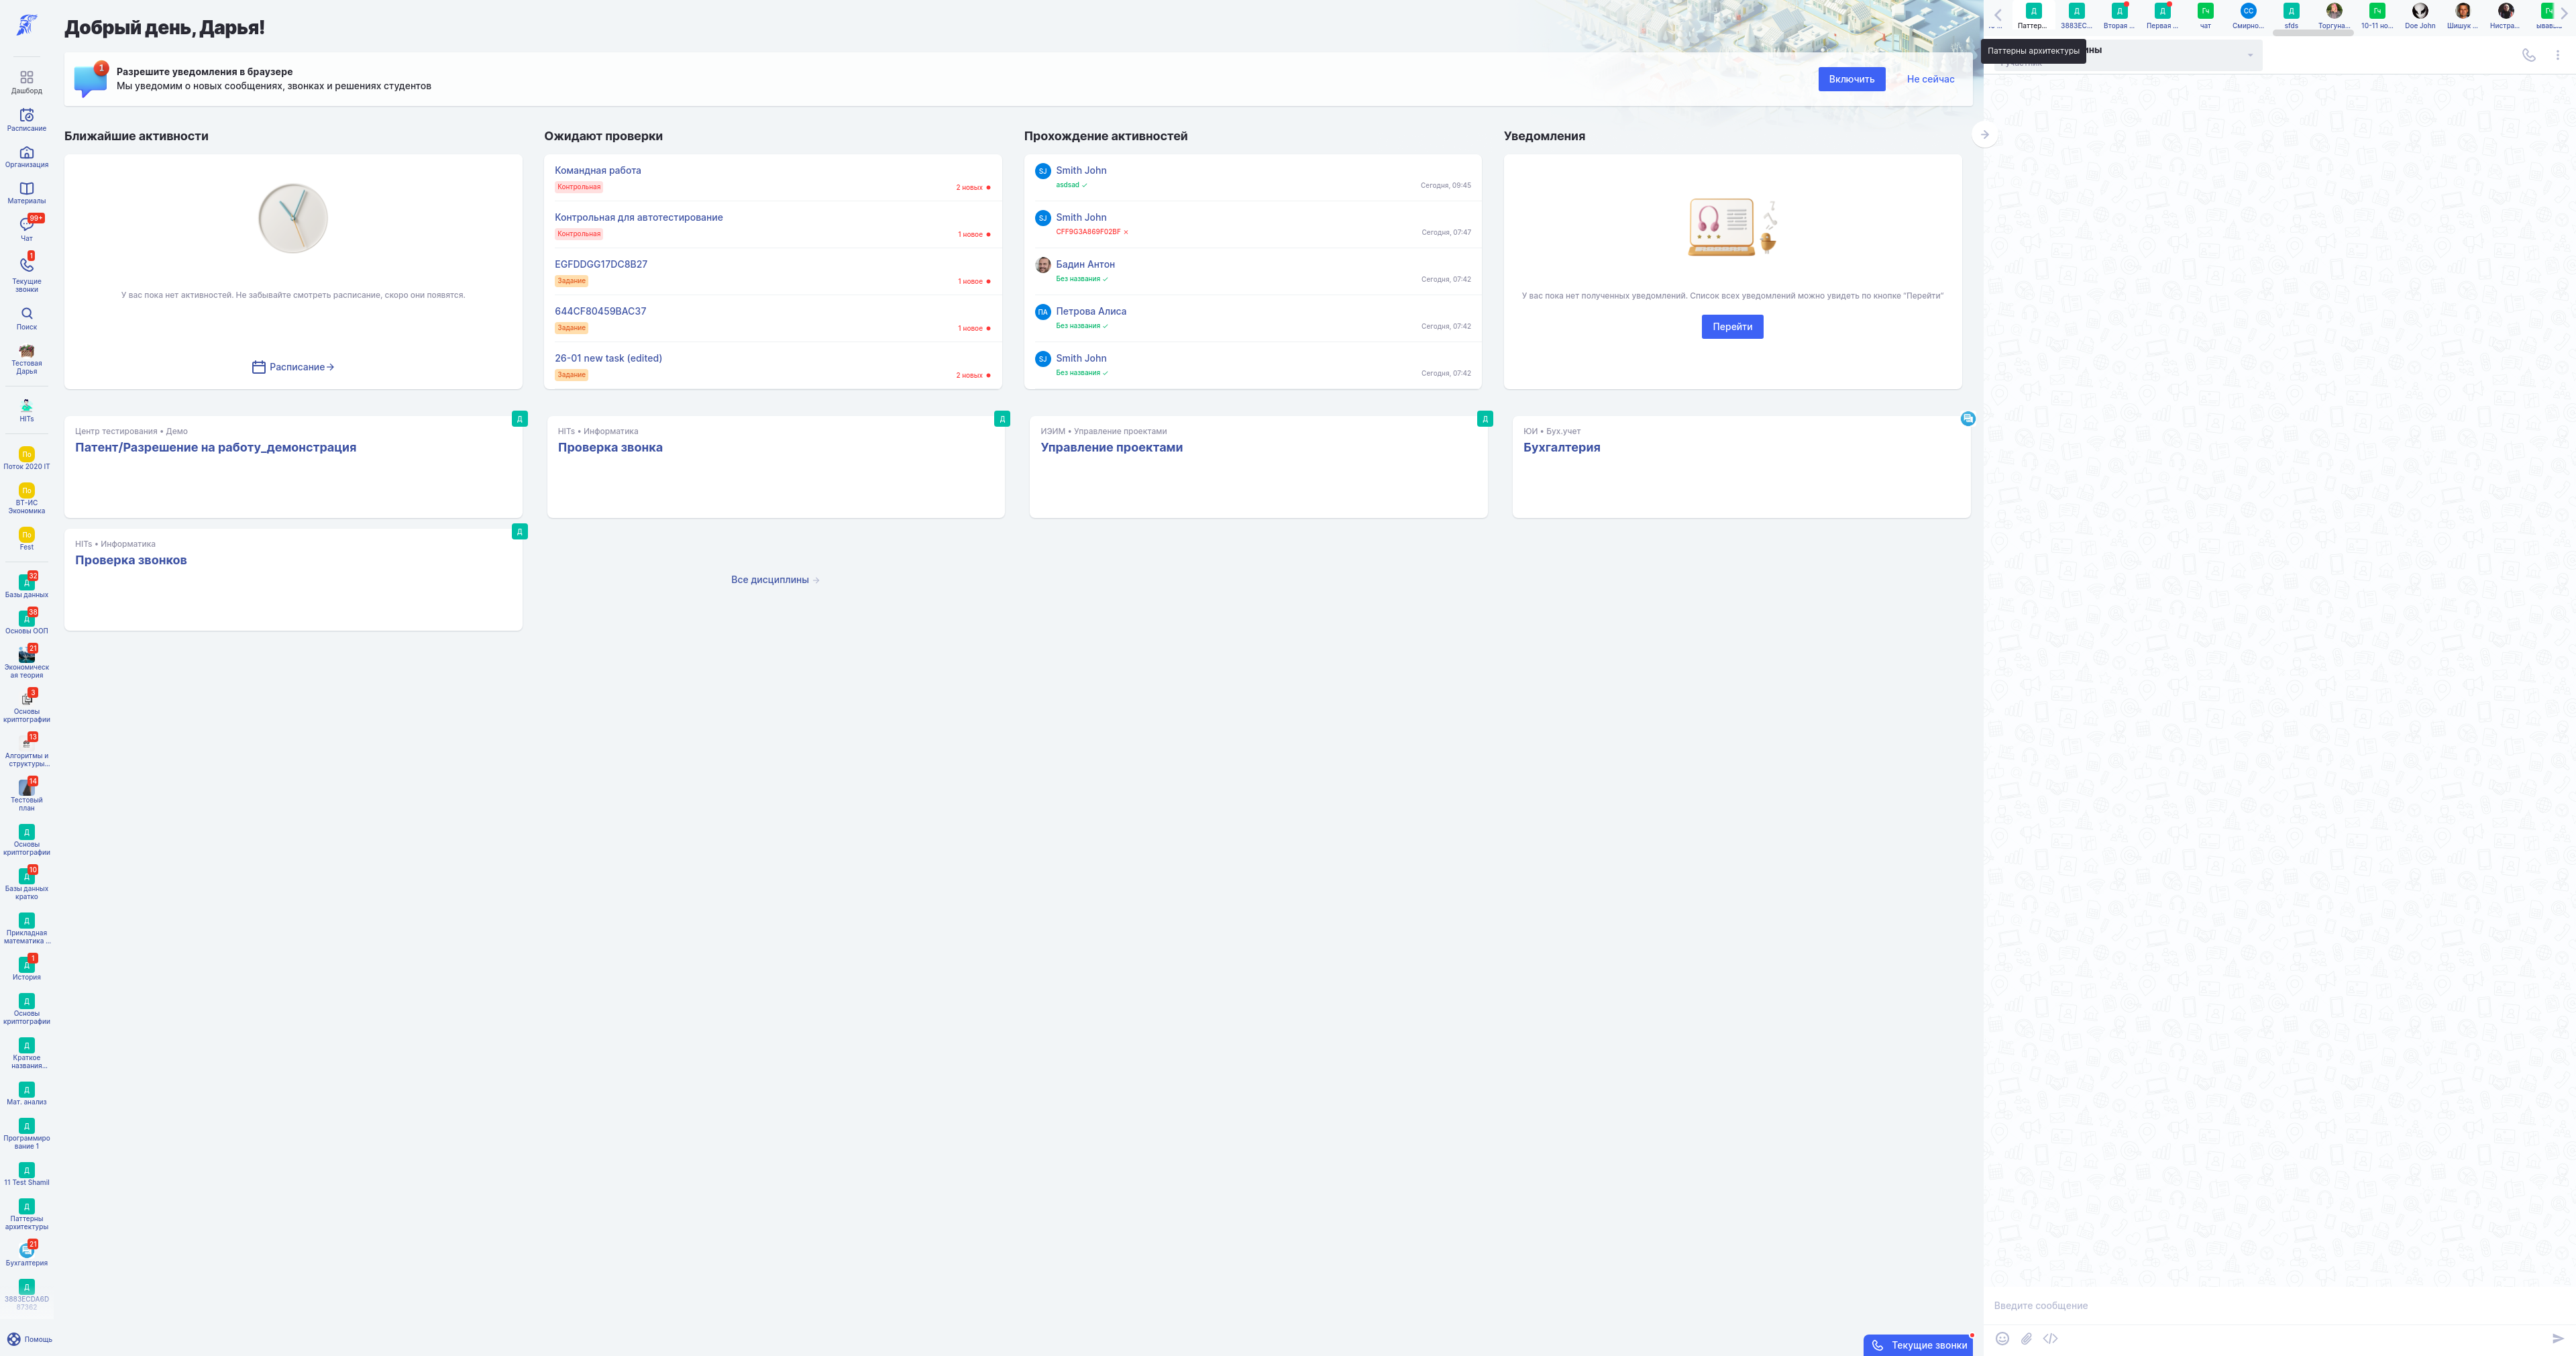 Добрый день, Дарья!
1
Разрешите уведомления в браузере
Мы уведомим о новых сообщениях, звонках и решениях студентов
Включить
Не сейчас
Дашборд
Расписание
Организация
Материалы
99+
Чат
1
Текущие
звонки
Поиск
Тестовая
Дарья
HITs
По
Поток 2020 IT
По
ВТ-ИС
Экономика
По
Fest
Д
32
Базы данных
Д
38
Основы ООП
21
Экономическ
ая теория
3
Основы
криптографии
13
Алгоритмы и
структуры...
14
Тестовый
план
Д
Основы
криптографии
Д
10
Базы данных
кратко
Д
Прикладная
математика ...
Д
1
История
Д
Основы
криптографии
Д
Краткое
названия...
Д
Мат. анализ
Д
Программиро
вание 1
Д
11 Test Shamil
Д
Паттерны
архитектуры
21
Бухгалтерия
Д
3883ECDA6D
87362
Помощь
Ближайшие активности
У вас пока нет активностей. Не забывайте смотреть расписание, скоро они появятся.
Расписание
Ожидают проверки
Командная работа
Контрольная
2 новых
Контрольная для автотестирование
Контрольная
1 новое
EGFDDGG17DC8B27
Задание
1 новое
644CF80459BAC37
Задание
1 новое
26-01 new task (edited)
Задание
2 новых
Прохождение активностей
SJ
Smith John
asdsad
Сегодня, 09:45
SJ
Smith John
CFF9G3A869F02BF
Сегодня, 07:47
Бадин Антон
Без названия
Сегодня, 07:42
ПА
Петрова Алиса
Без названия
Сегодня, 07:42
SJ
Smith John
Без названия
Сегодня, 07:42
Уведомления
У вас пока нет полученных уведомлений. Список всех уведомлений можно увидеть по кнопке "Перейти"
Перейти
Центр тестирования • Демо
Д
Патент/Разрешение на работу_демонстрация
HITs • Информатика
Д
Проверка звонка
ИЭИМ • Управление проектами
Д
Управление проектами
ЮИ • Бух.учет
Бухгалтерия
HITs • Информатика
Д
Проверка звонков
Все дисциплины
Текущие звонки
Д
Паттер...
Д
3883EC...
Д
Вторая ...
Д
Первая ...
Гч
чат
СС
Смирно...
Д
sfds
Торгуна...
Гч
10-11 но...
Doe John
Шишук ...
Нистра...
Паттерны архитектуры
Введите сообщение